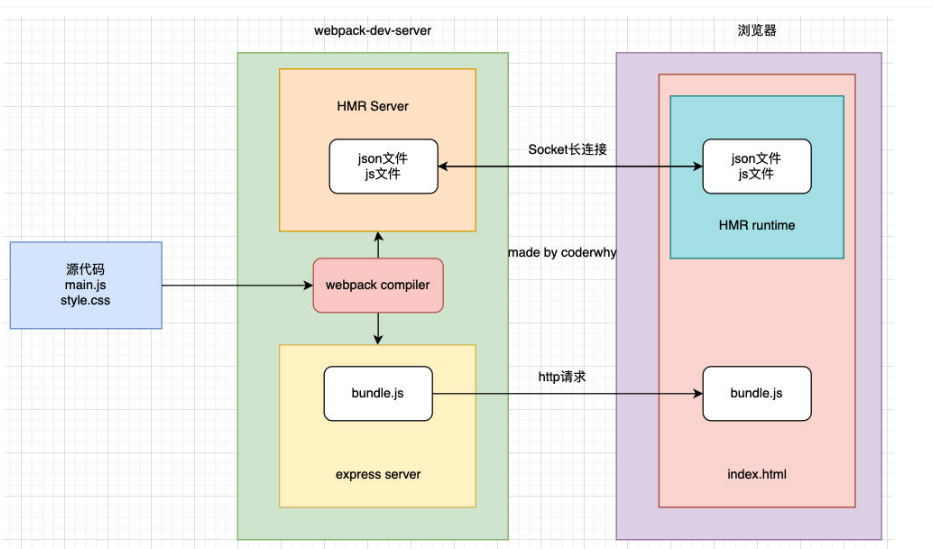 webpack-dev-server
浏览器
HMR Server
json文件
js文件
Socket长连接
json文件
js文件
HMR runtime
made by coderwhy
源代码
main.js
style.css
webpack compiler
bundle.js
http请求
bundle.js
express server
index.html